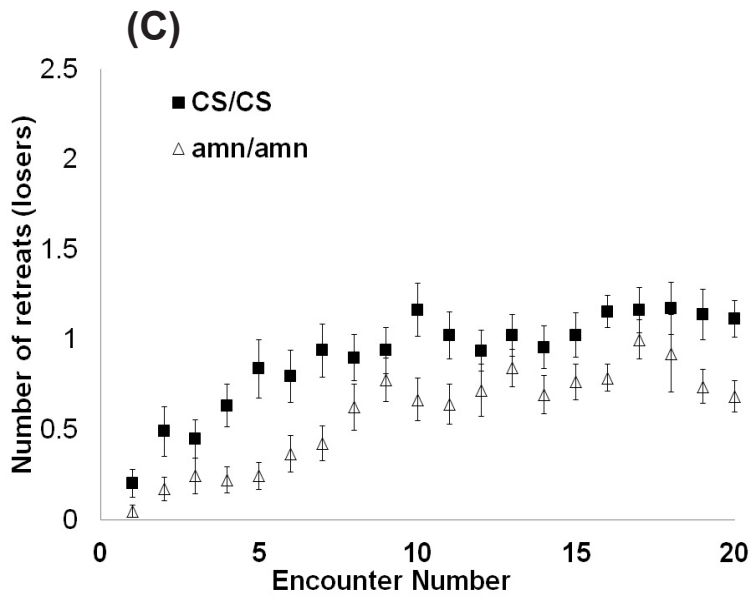 (C)
2.5
2
1.5
1
0.5
0
Number of retreats (losers)
CS/CS
amn/amn
0 5 10 15 20
Encounter Number